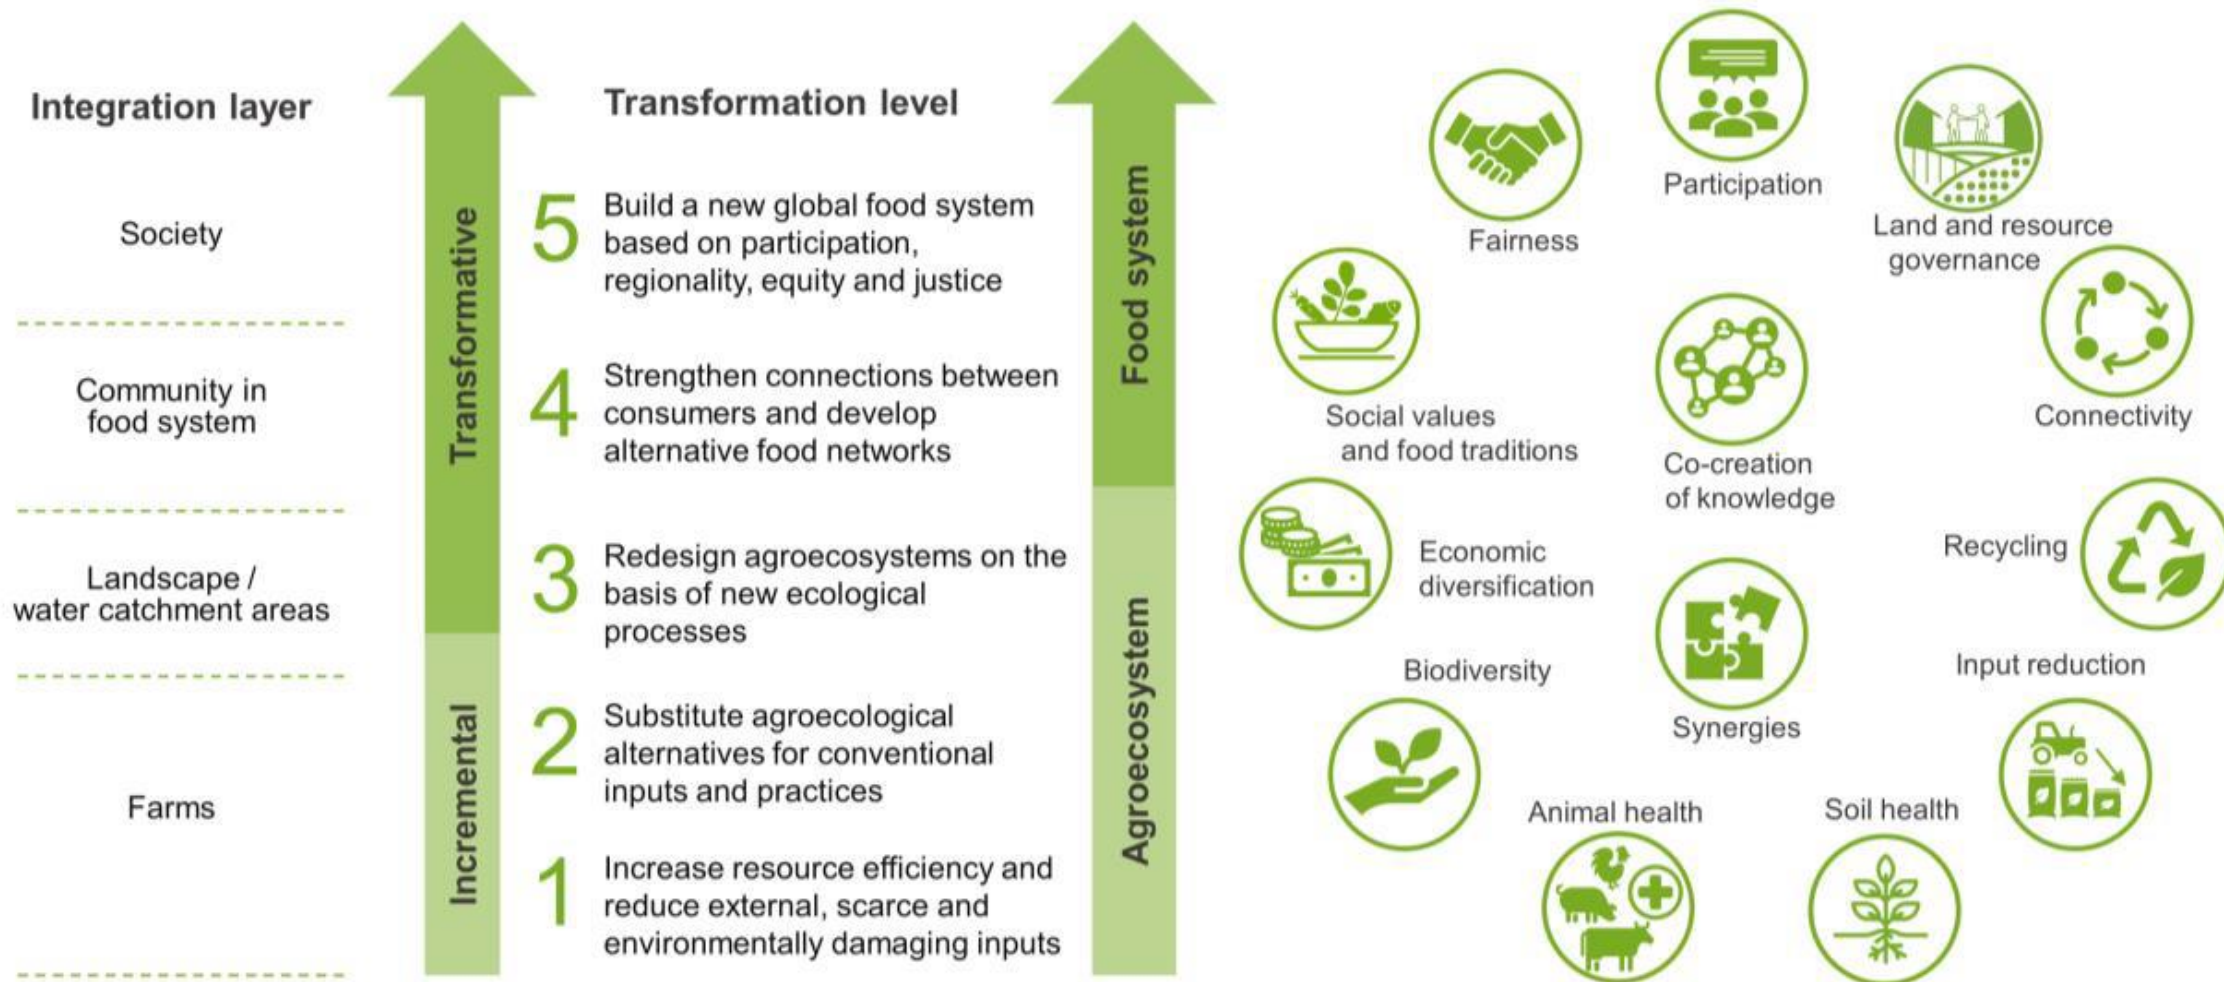 Integration layer
Society
Community in
food system
Landscape /
water catchment areas
Farms
Transformative
Incremental
Transformation level
5
Build a new global food system
based on participation,
regionality, equity and justice
4
Strengthen connections between
consumers and develop
alternative food networks
3
Redesign agroecosystems on the
basis of new ecological
processes
2
Substitute agroecological
alternatives for conventional
inputs and practices
1
Increase resource efficiency and
reduce external, scarce and
environmentally damaging inputs
Food system
Agroecosystem
Participation
Fairness
Land and resource
governance
Social values
and food traditions
Connectivity
Co-creation
of knowledge
Economic
diversification
Recycling
Biodiversity
Input reduction
Synergies
Animal health
Soil health